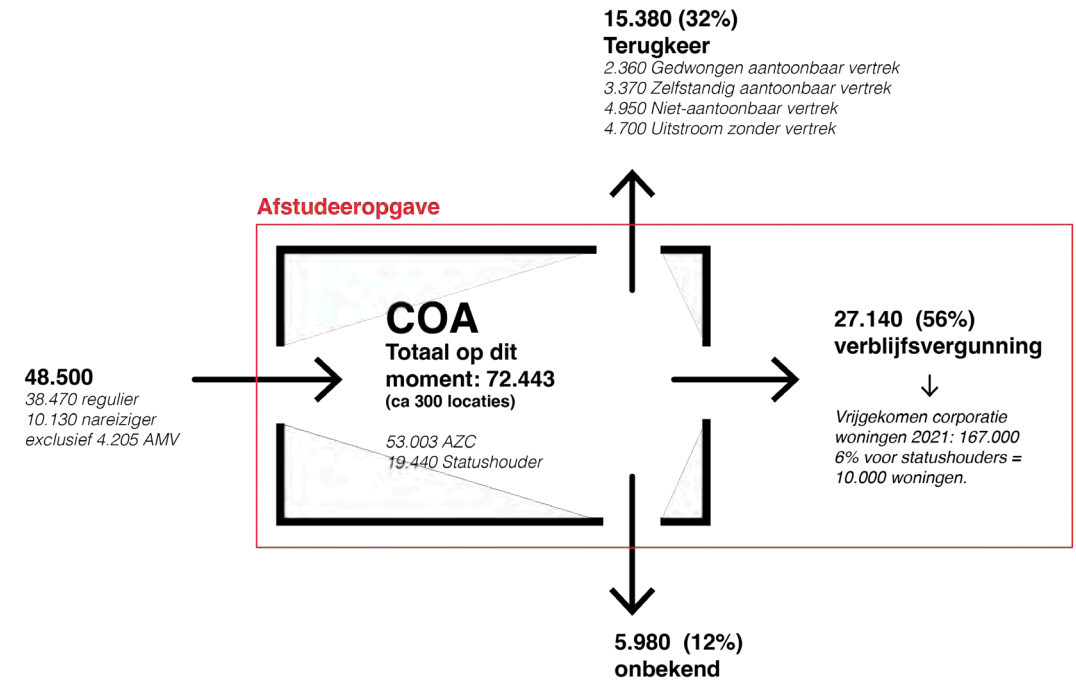 15.380 (32%)
Terugkeer
2.360 Gedwongen aantoonbaar vertrek
3.370 Zelfstandig aantoonbaar vertrek
4.950 Niet-aantoonbaar vertrek
4.700 Uitstroom zonder vertrek
Afstudeeropgave
48.500
38.470 regulier
10.130 nareiziger
exclusief 4.205 AMV
COA
Totaal op dit
moment: 72.443
(ca 300 locaties)
53.003 AZC
19.440 Statushouder
27.140 (56%)
verblijfsvergunning
Vrijgekomen corporatie
woningen 2021: 167.000
6% voor statushouders =
10.000 woningen.
5.980 (12%)
onbekend